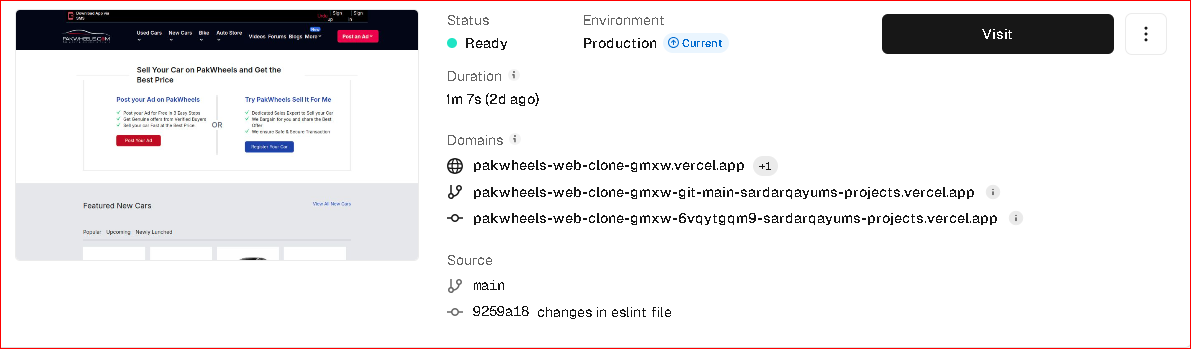 Download App via
SMS
Sign
up
Sign
in
PAKWHEELS.COM
Used Cars
New Cars
Bike
Auto Store
Videos
Forums
Blogs
More
New
Post an Ad
Sell Your Car on PakWheels and Get the
Best Price
Post your Ad on PakWheels
Post your Ad for Free in 3 Easy Steps
Get Genuine offers from Verified Buyers
Sell your car Fast at the Best Price
Post Your Ad
OR
Try PakWheels Sell It For Me
Dedicated Sales Expert to Sell your Car
We Bargain for you and share the Best
Offer
We ensure Safe & Secure Transaction
Register Your Car
Featured New Cars
View All New Cars
Popular
Upcoming
Newly Lunched
Status
Ready
Environment
Production
Current
Visit
Duration
1m 7s (2d ago)
Domains
pakwheels-web-clone-gmxw.vercel.app
+1
pakwheels-web-clone-gmxw-git-main-sardarqayums-projects.vercel.app
pakwheels-web-clone-gmxw-6vqytgqm9-sardarqayums-projects.vercel.app
Source
main
9259a18 changes in eslint file